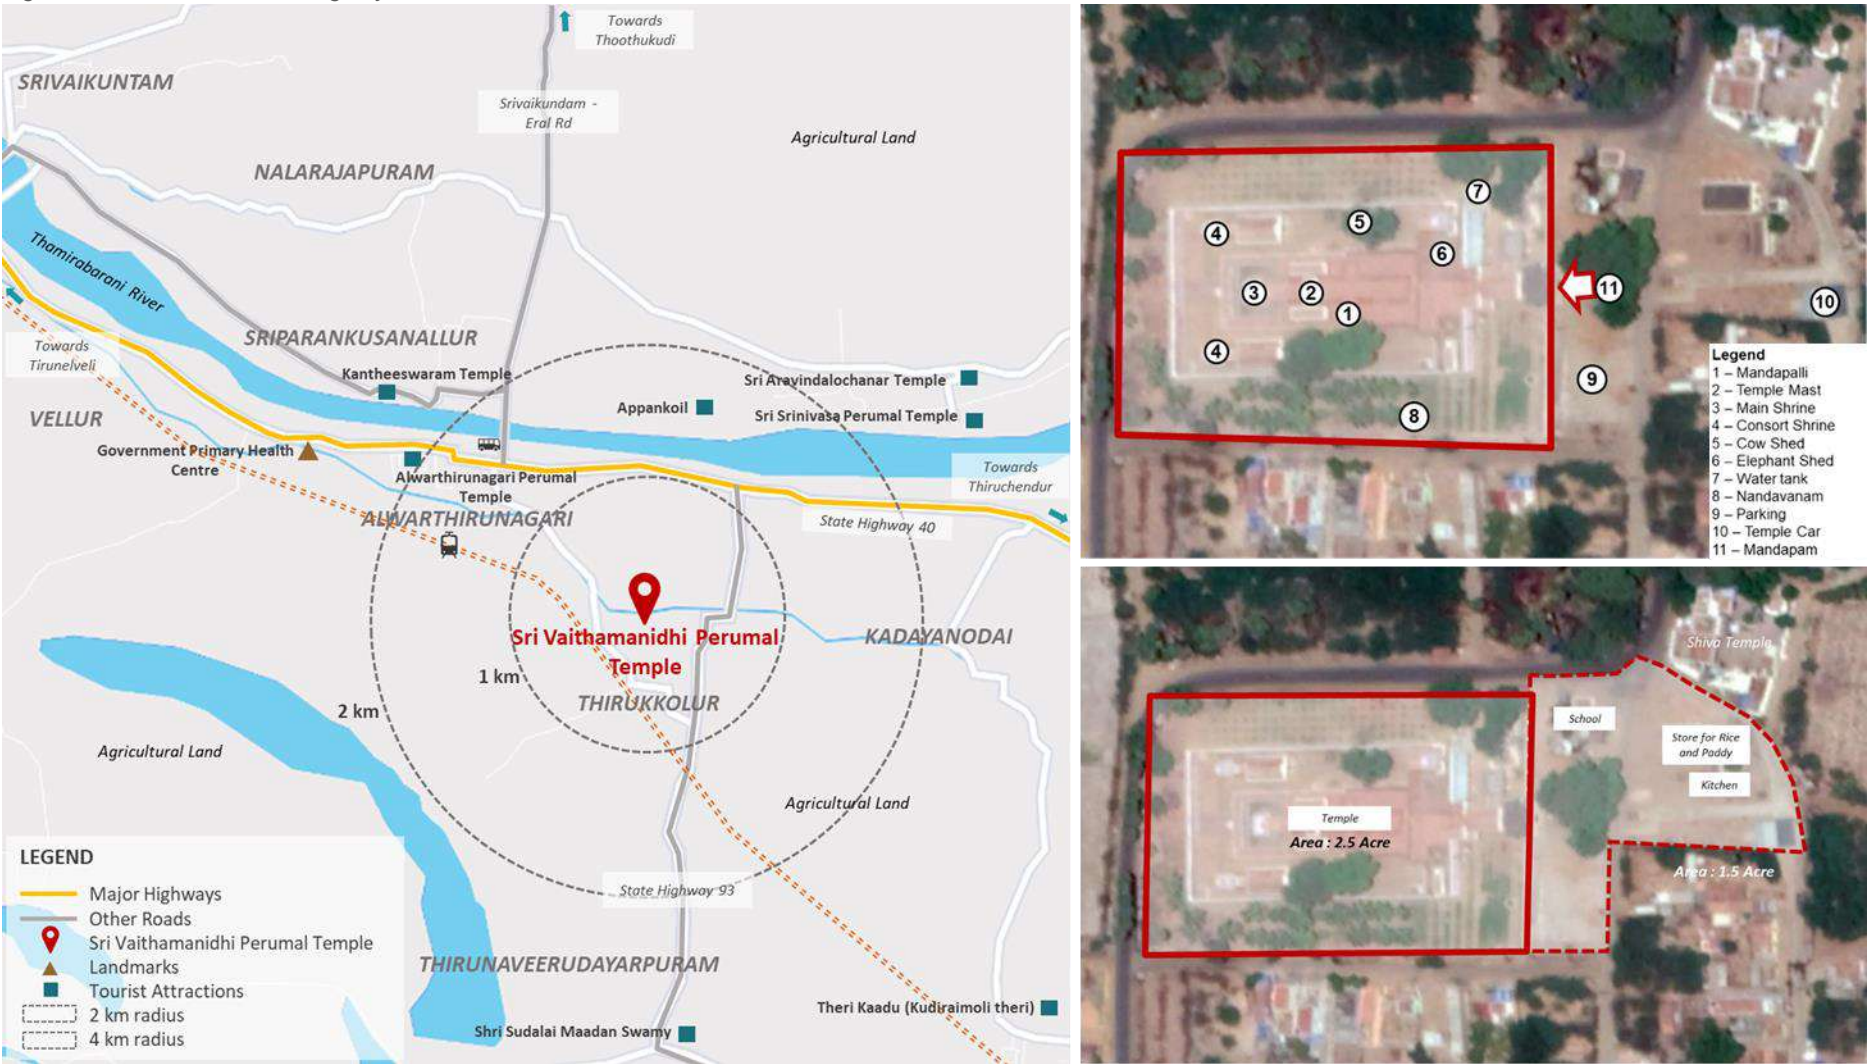 Towards
Thoothukudi
SRIVAIKUNTAM
Srivaikundam -
Eral Rd
Agricultural Land
NALARAJAPURAM
Thamirabarani River
SRIPARANKUSANALLUR
Towards
Tirunelveli
Kantheeswaram Temple
Sri Aravindalochanar Temple
Appankoil
Sri Srinivasa Perumal Temple
VELLUR
Government Primary Health
Centre
Alwarthirunagari Perumal
Temple
Towards
Thiruchendur
ALWARTHIRUNAGARI
State Highway 40
Sri Vaithamanidhi Perumal
Temple
KADAYANODAI
1 km
THIRUKKOLUR
2 km
Agricultural Land
Agricultural Land
State Highway 93
THIRUNAVEERUDAYARPURAM
Theri Kaadu (Kudiraimoli theri)
Shri Sudalai Maadan Swamy
LEGEND
Major Highways
Other Roads
Sri Vaithamanidhi Perumal Temple
Landmarks
Tourist Attractions
2 km radius
4 km radius
7
5
4
6
3
2
11
10
1
4
9
8
Legend
1 – Mandapalli
2 – Temple Mast
3 – Main Shrine
4 – Consort Shrine
5 – Cow Shed
6 – Elephant Shed
7 – Water tank
8 – Nandavanam
9 – Parking
10 – Temple Car
11 – Mandapam
Shiva Temple
School
Store for Rice
and Paddy
Kitchen
Temple
Area : 2.5 Acre
Area : 1.5 Acre